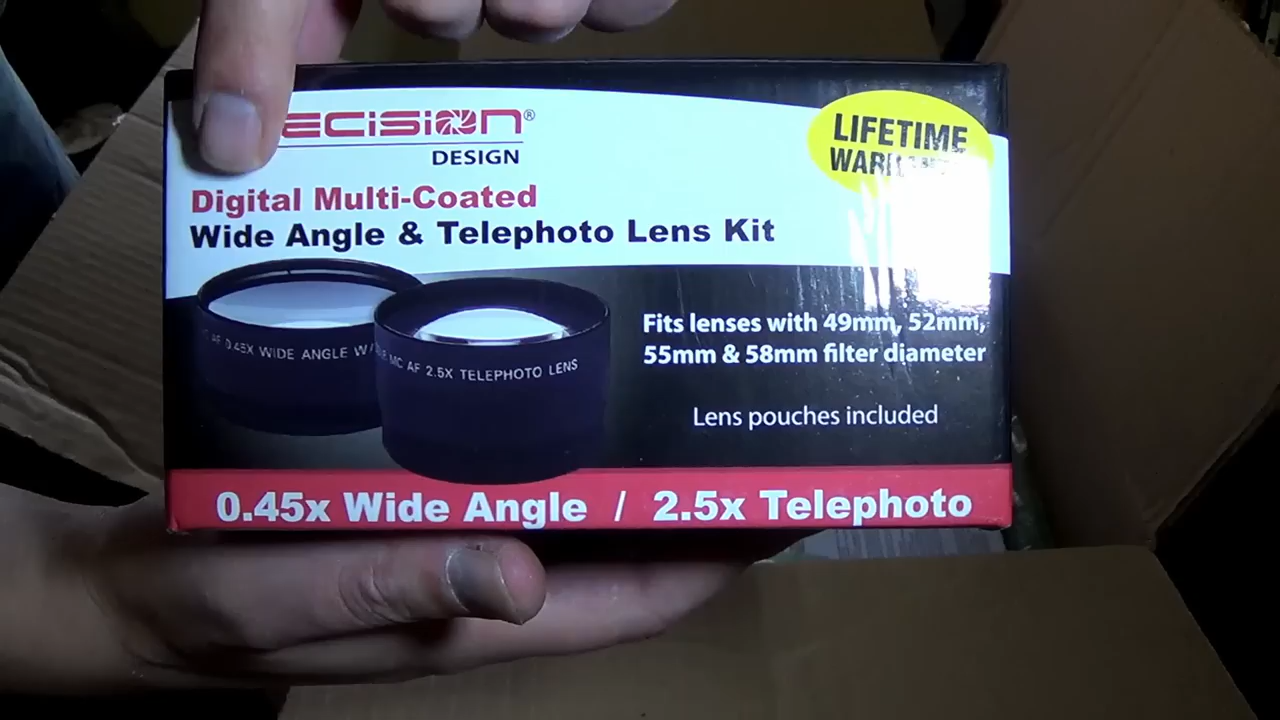 ECISION®
DESIGN
LIFETIME
Digital Multi-Coated
Wide Angle & Telephoto Lens Kit
AF 0.45X WIDE ANGLE
MC AF 2.5X TELEPHOTO LENS
Fits lenses with 49mm, 52mm,
55mm & 58mm filter diameter
Lens pouches included
0.45x Wide Angle / 2.5x Telephoto